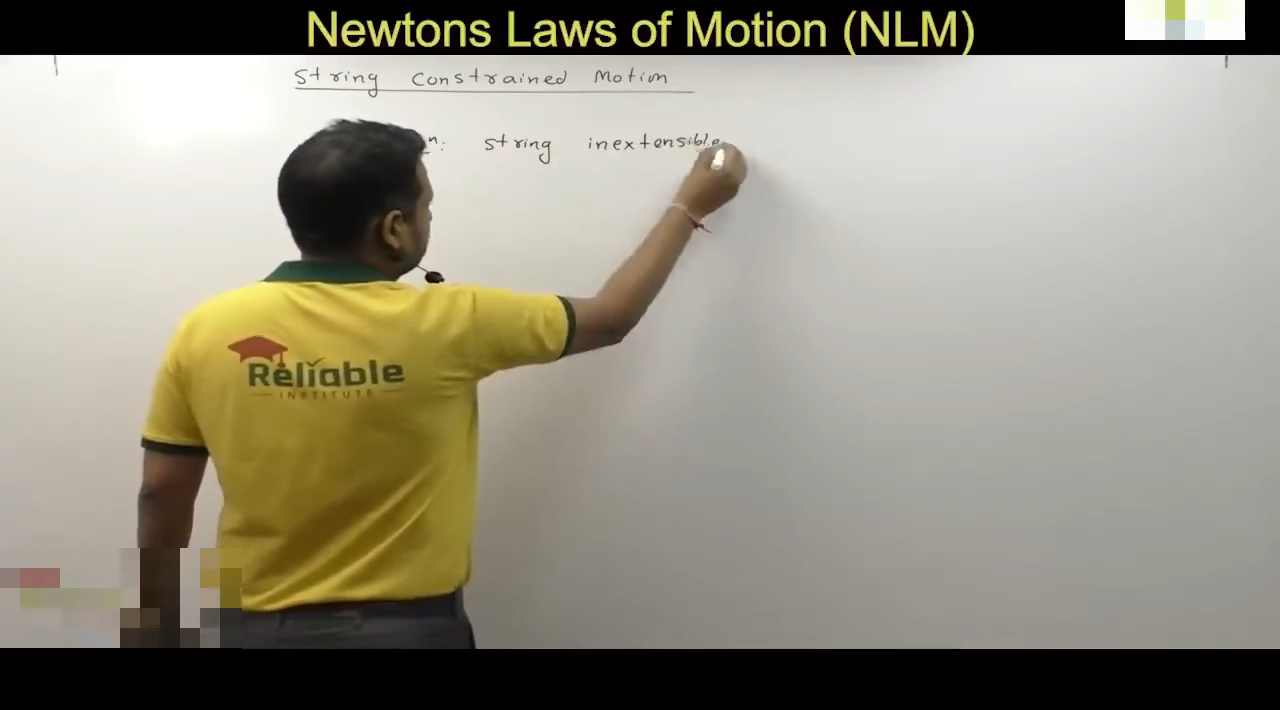 Newtons Laws of Motion (NLM)
String Constrained Motion
n: string inextensible
Reliable
INSTITUTE